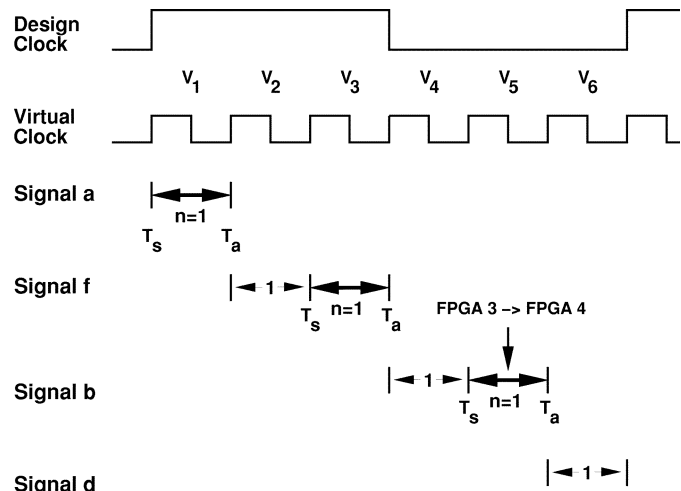 Design
Clock
V1 V2 V3 V4 V5 V6
Virtual
Clock
Signal a
n=1
Ts Ta
Signal f
1 n=1
Ts Ta
FPGA 3 −> FPGA 4
Signal b
1 n=1
Ts Ta
Signal d
1